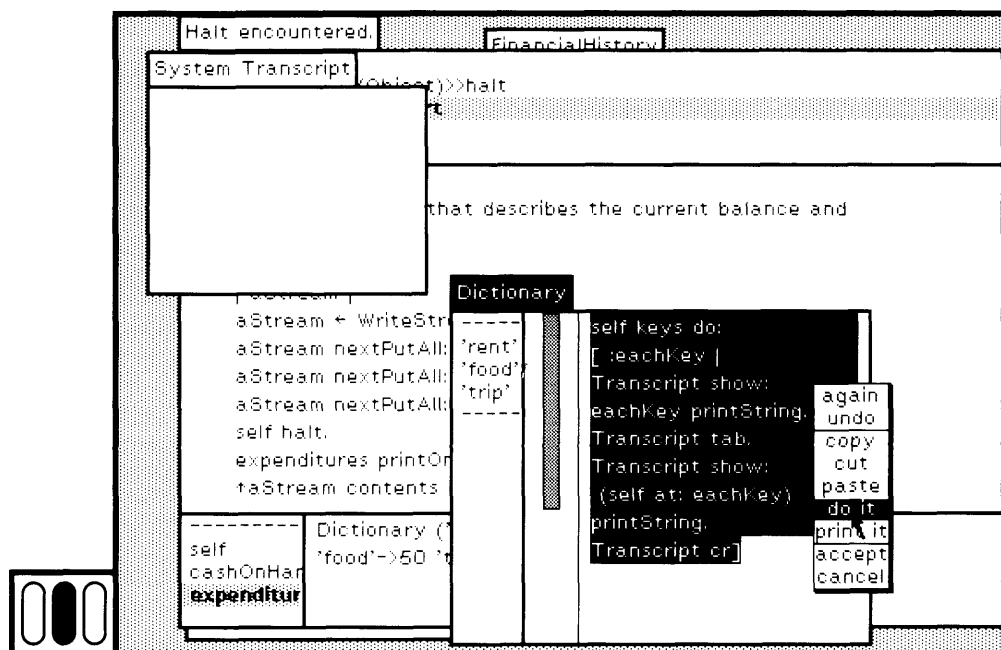 Halt encountered.
FinancialHistory
System Transcript
(Object)>>halt
rt
that describes the current balance and
| aStream |
aStream ← WriteStr
aStream nextPutAll:
aStream nextPutAll:
aStream nextPutAll:
self halt.
expenditures printOn
↑aStream contents
Dictionary
------
'rent'
'food'
'trip'
------
self keys do:
[ :eachKey |
Transcript show:
eachKey printString.
Transcript tab.
Transcript show:
(self at: eachKey)
printString.
Transcript cr]
again
undo
copy
cut
paste
do it
print it
accept
cancel
---------
self
cashOnHan
expenditur
Dictionary ('
'food'->50 't